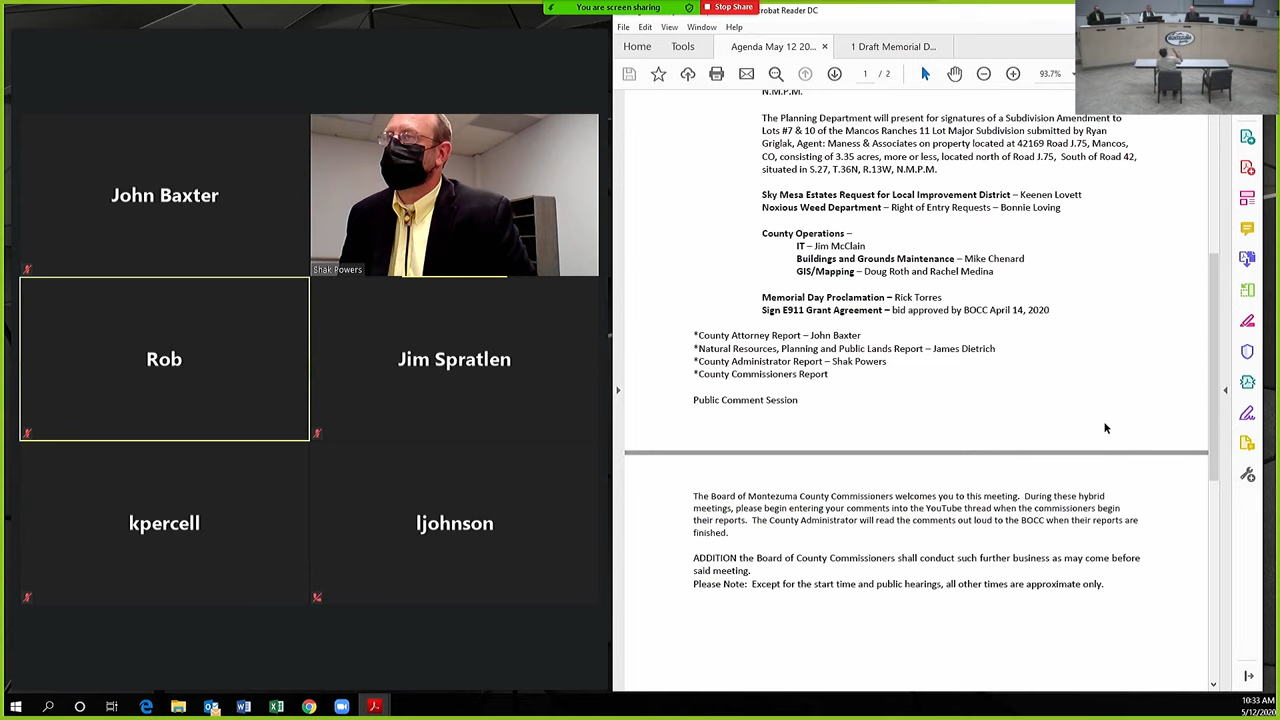 You are screen sharing
Stop Share
crobat Reader DC
File Edit View Window Help
Home Tools Agenda May 12 20... × 1 Draft Memorial D...
1 / 2 93.7%
MONTEZUMA
John Baxter
Shak Powers
Rob
Jim Spratlen
kpercell
ljohnson
N.M.P.M.
The Planning Department will present for signatures of a Subdivision Amendment to
Lots #7 & 10 of the Mancos Ranches 11 Lot Major Subdivision submitted by Ryan
Griglak, Agent: Maness & Associates on property located at 42169 Road J.75, Mancos,
CO, consisting of 3.35 acres, more or less, located north of Road J.75, South of Road 42,
situated in S.27, T.36N, R.13W, N.M.P.M.
Sky Mesa Estates Request for Local Improvement District – Keenen Lovett
Noxious Weed Department – Right of Entry Requests – Bonnie Loving
County Operations –
IT – Jim McClain
Buildings and Grounds Maintenance – Mike Chenard
GIS/Mapping – Doug Roth and Rachel Medina
Memorial Day Proclamation – Rick Torres
Sign E911 Grant Agreement – bid approved by BOCC April 14, 2020
*County Attorney Report – John Baxter
*Natural Resources, Planning and Public Lands Report – James Dietrich
*County Administrator Report – Shak Powers
*County Commissioners Report
Public Comment Session
The Board of Montezuma County Commissioners welcomes you to this meeting. During these hybrid
meetings, please begin entering your comments into the YouTube thread when the commissioners begin
their reports. The County Administrator will read the comments out loud to the BOCC when their reports are
finished.
ADDITION the Board of County Commissioners shall conduct such further business as may come before
said meeting.
Please Note: Except for the start time and public hearings, all other times are approximate only.
10:33 AM
5/12/2020